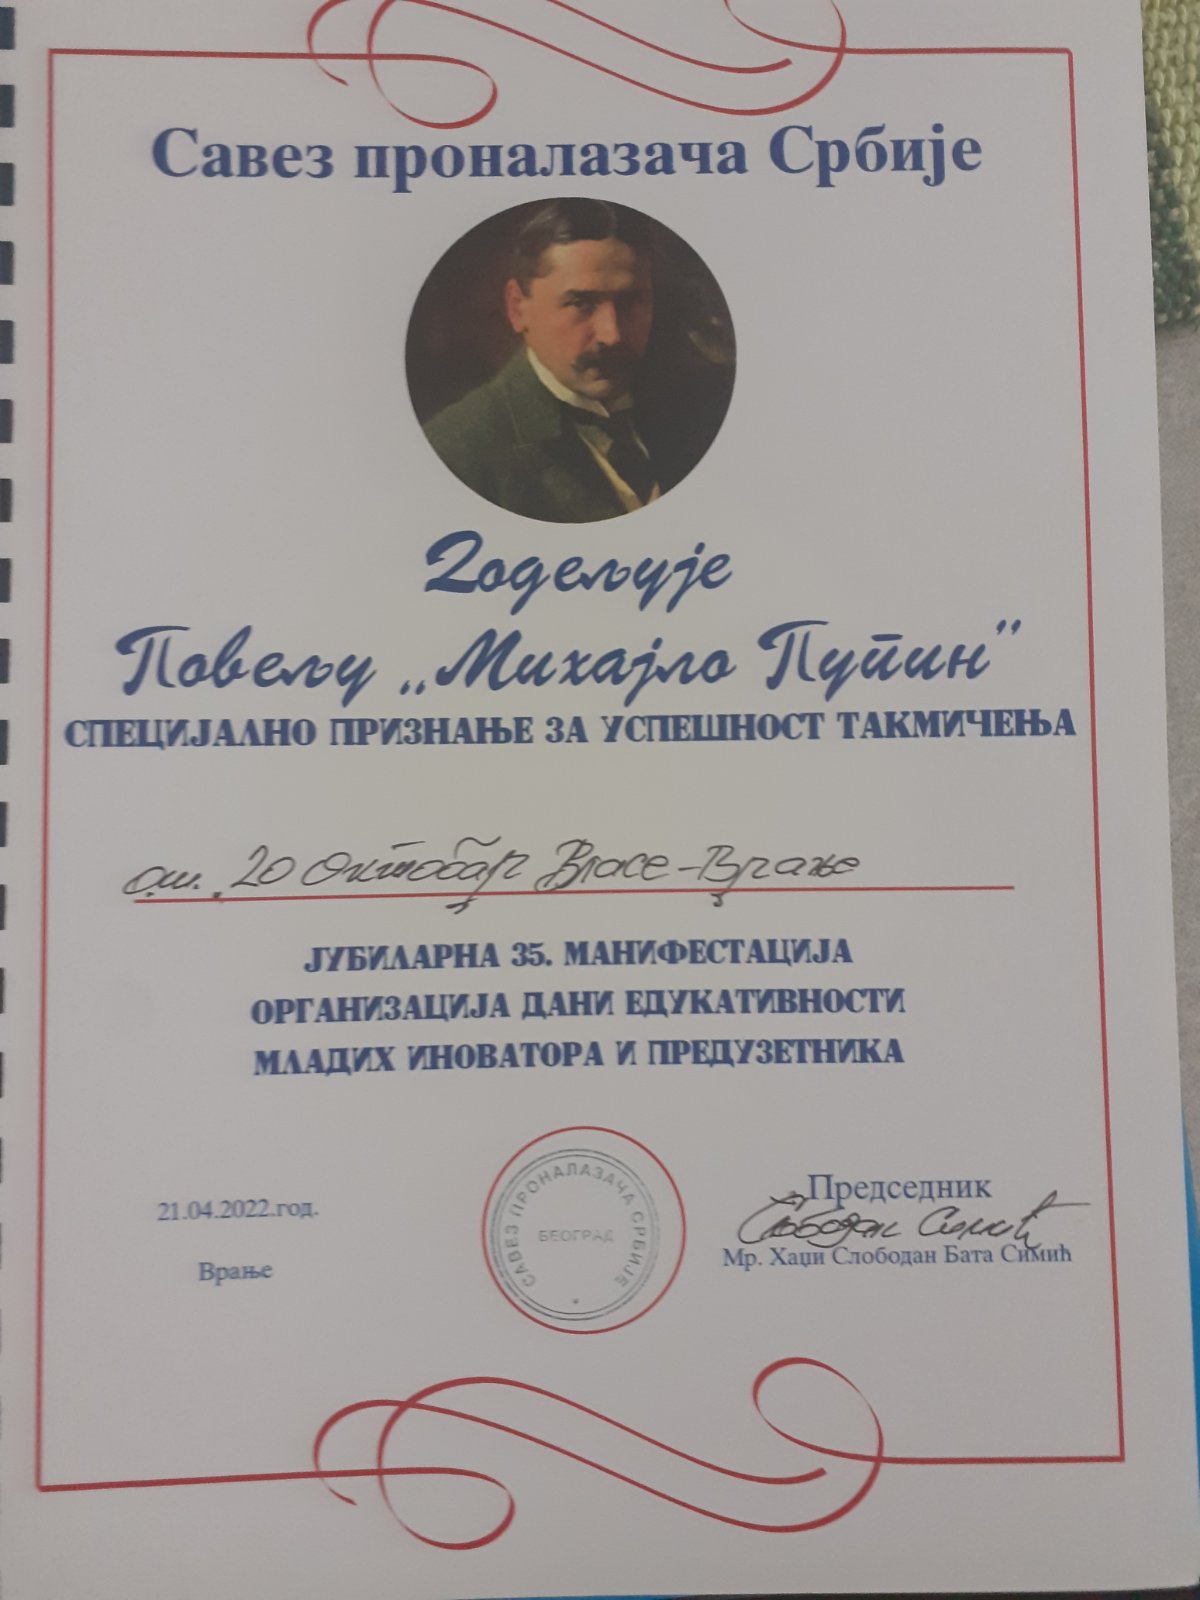 Савез проналазача Србије
Додељује
Повељу „Михајло Пупин”
СПЕЦИЈАЛНО ПРИЗНАЊЕ ЗА УСПЕШНОСТ ТАКМИЧЕЊА
о.ш. 20 Октобар Власе-Врање
ЈУБИЛАРНА 35. МАНИФЕСТАЦИЈА
ОРГАНИЗАЦИЈА ДАНИ ЕДУКАТИВНОСТИ
МЛАДИХ ИНОВАТОРА И ПРЕДУЗЕТНИКА
21.04.2022.год.
Врање
САВЕЗ ПРОНАЛАЗАЧА СРБИЈЕ
БЕОГРАД
Председник
Слободан Симић
Мр. Хаџи Слободан Бата Симић